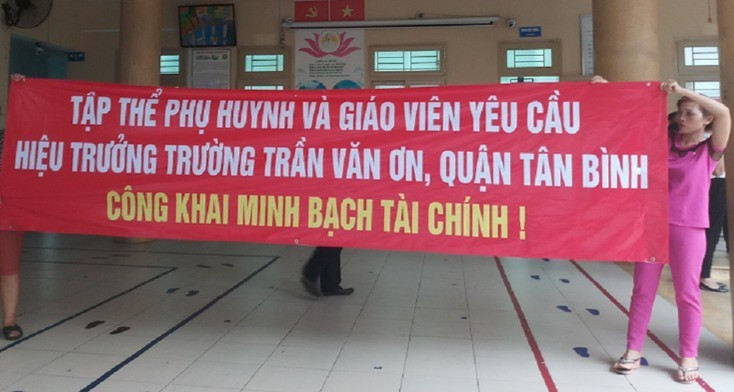 TẬP THỂ PHỤ HUYNH VÀ GIÁO VIÊN YÊU CẦU
HIỆU TRƯỞNG TRƯỜNG TRẦN VĂN ƠN, QUẬN TÂN BÌNH
CÔNG KHAI MINH BẠCH TÀI CHÍNH !